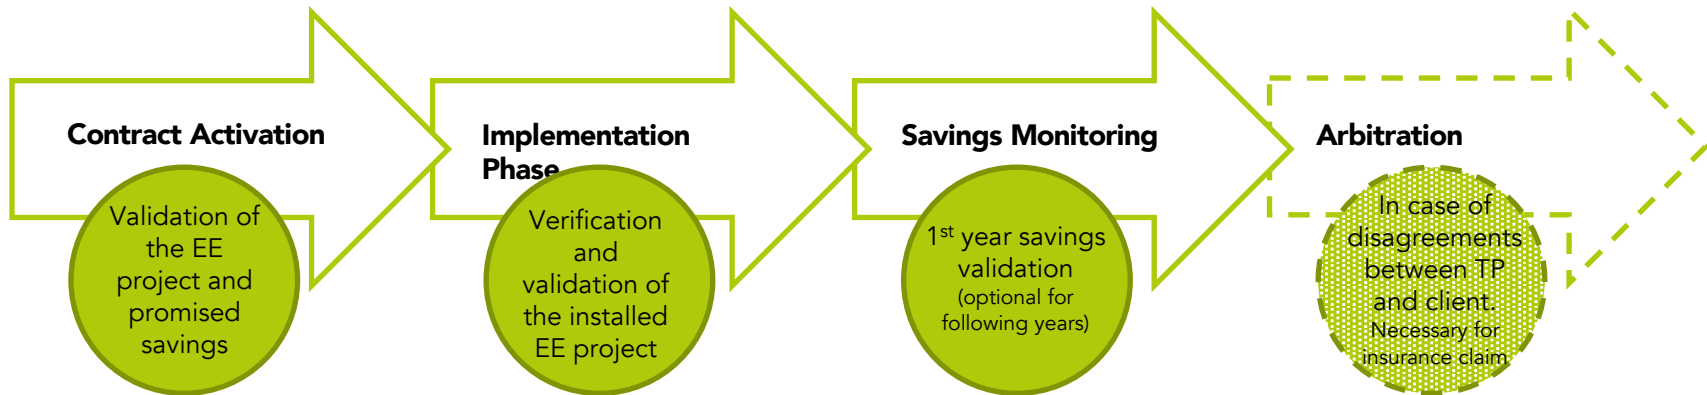 Contract Activation
Validation of
the EE
project and
promised
savings
Implementation
Phase
Verification
and
validation of
the installed
EE project
Savings Monitoring
1st year savings
validation
(optional for
following years)
Arbitration
In case of
disagreements
between TP
and client.
Necessary for
insurance claim